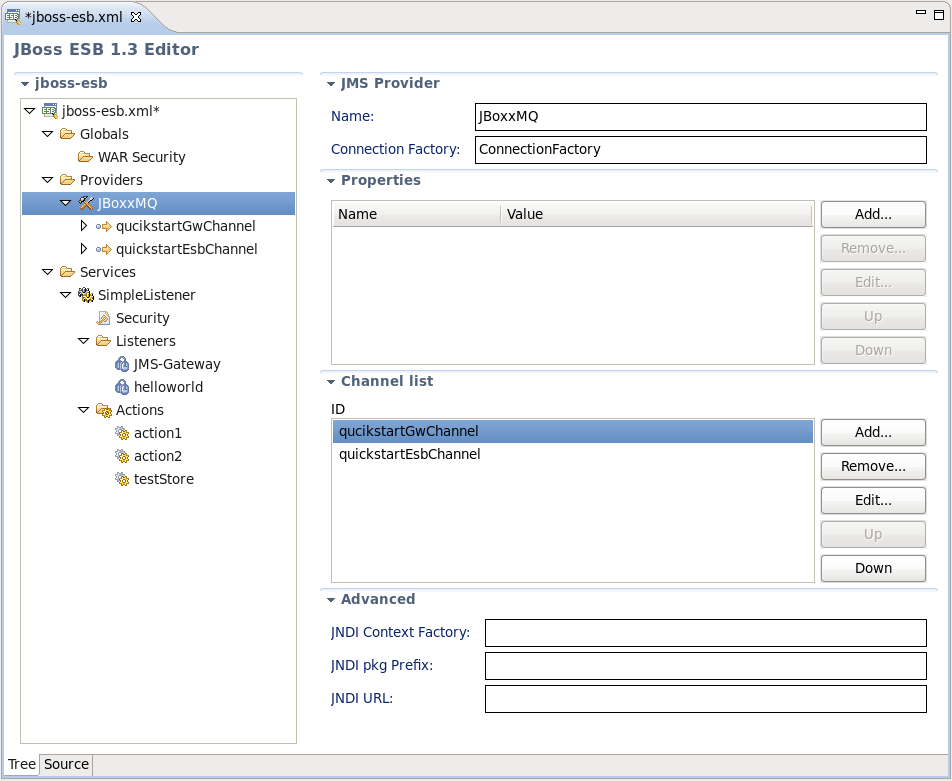 *jboss-esb.xml
JBoss ESB 1.3 Editor
jboss-esb
jboss-esb.xml*
Globals
WAR Security
Providers
JBoxxMQ
qucikstartGwChannel
quickstartEsbChannel
Services
SimpleListener
Security
Listeners
JMS-Gateway
helloworld
Actions
action1
action2
testStore
JMS Provider
Name: JBoxxMQ
Connection Factory: ConnectionFactory
Properties
Name Value
Add...
Remove...
Edit...
Up
Down
Channel list
ID
qucikstartGwChannel
quickstartEsbChannel
Add...
Remove...
Edit...
Up
Down
Advanced
JNDI Context Factory:
JNDI pkg Prefix:
JNDI URL:
Tree Source